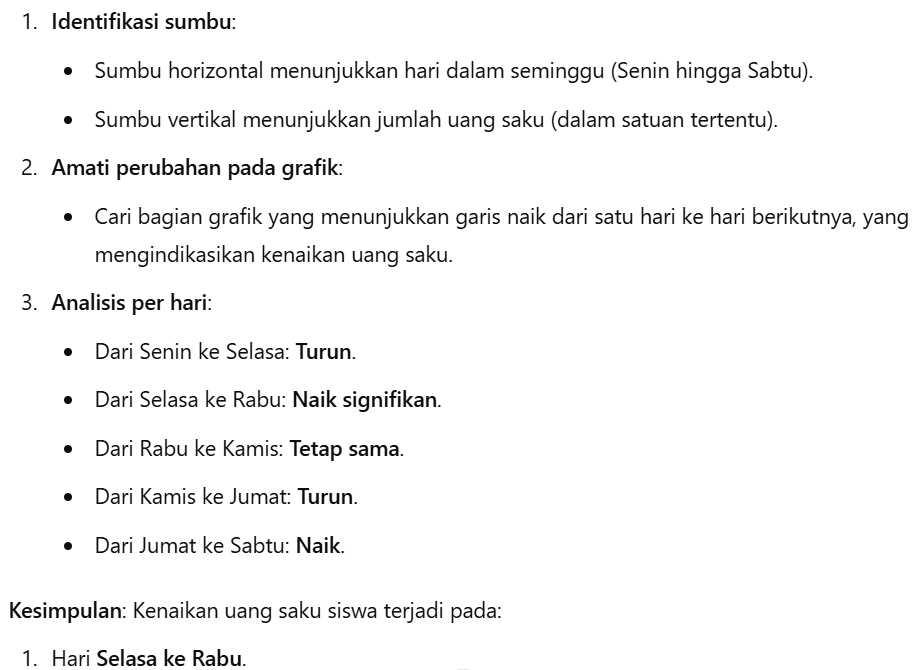 1. Identifikasi sumbu:
• Sumbu horizontal menunjukkan hari dalam seminggu (Senin hingga Sabtu).
• Sumbu vertikal menunjukkan jumlah uang saku (dalam satuan tertentu).
2. Amati perubahan pada grafik:
• Cari bagian grafik yang menunjukkan garis naik dari satu hari ke hari berikutnya, yang
mengindikasikan kenaikan uang saku.
3. Analisis per hari:
• Dari Senin ke Selasa: Turun.
• Dari Selasa ke Rabu: Naik signifikan.
• Dari Rabu ke Kamis: Tetap sama.
• Dari Kamis ke Jumat: Turun.
• Dari Jumat ke Sabtu: Naik.
Kesimpulan: Kenaikan uang saku siswa terjadi pada:
1. Hari Selasa ke Rabu.